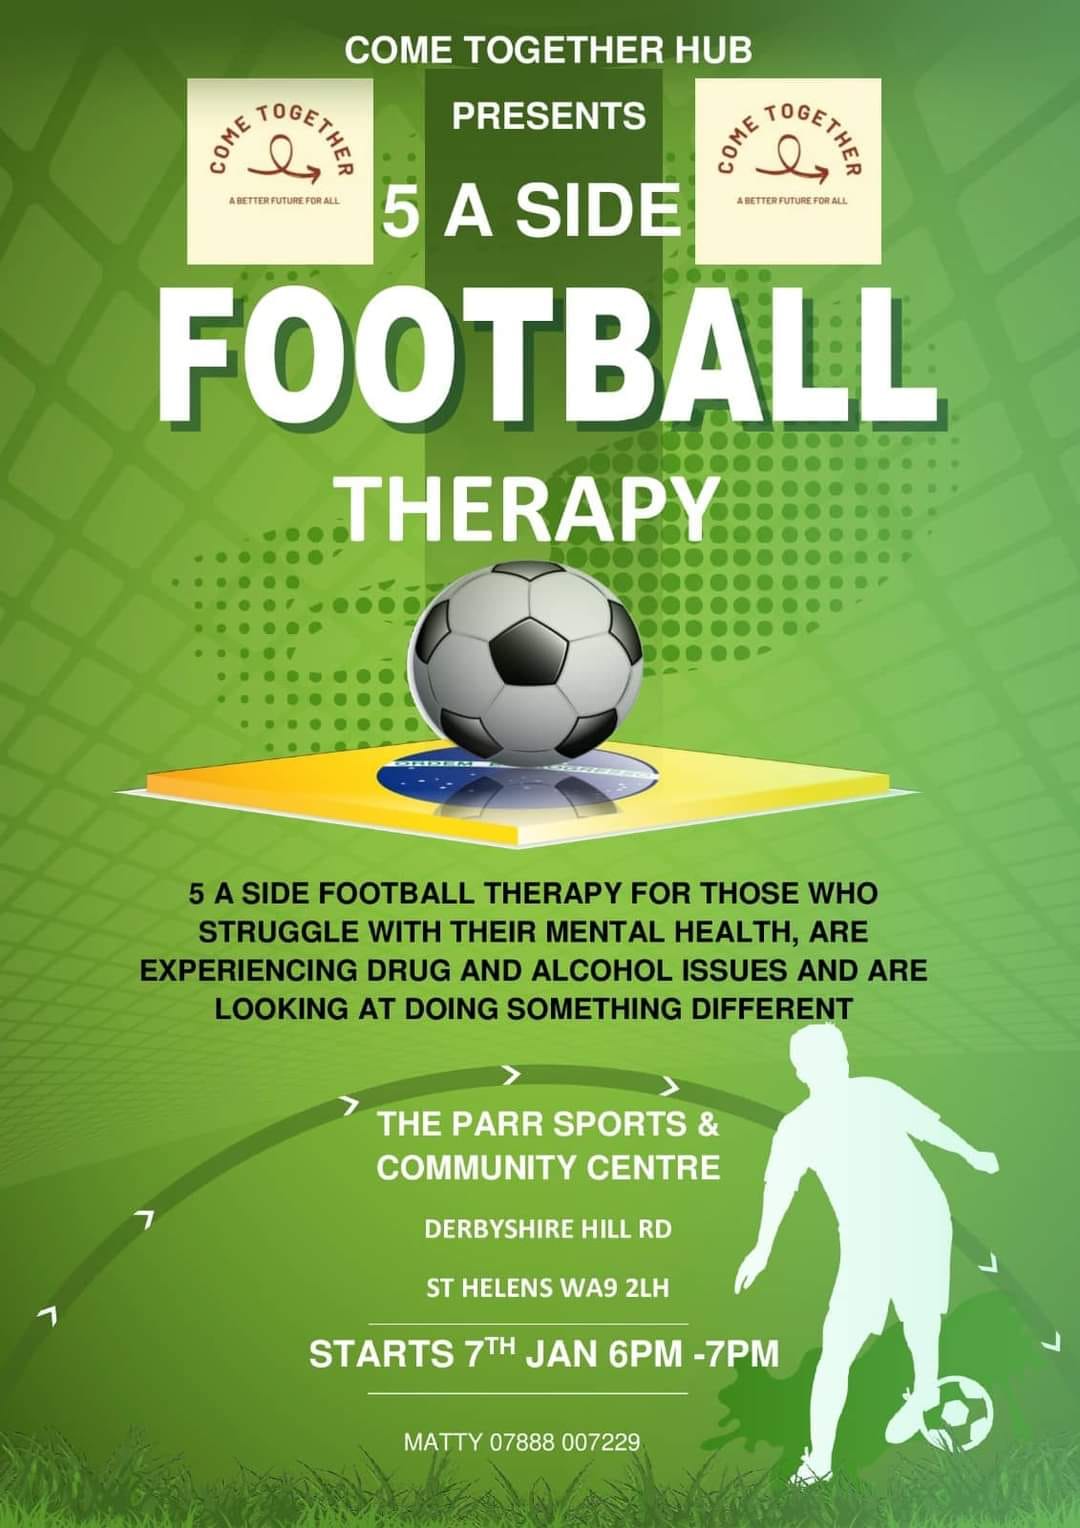 COME TOGETHER HUB
PRESENTS
COME TOGETHER
A BETTER FUTURE FOR ALL
COME TOGETHER
A BETTER FUTURE FOR ALL
5 A SIDE
FOOTBALL
THERAPY
ORDEM E PROGRESSO
5 A SIDE FOOTBALL THERAPY FOR THOSE WHO
STRUGGLE WITH THEIR MENTAL HEALTH, ARE
EXPERIENCING DRUG AND ALCOHOL ISSUES AND ARE
LOOKING AT DOING SOMETHING DIFFERENT
THE PARR SPORTS &
COMMUNITY CENTRE
DERBYSHIRE HILL RD
ST HELENS WA9 2LH
STARTS 7TH JAN 6PM -7PM
MATTY 07888 007229